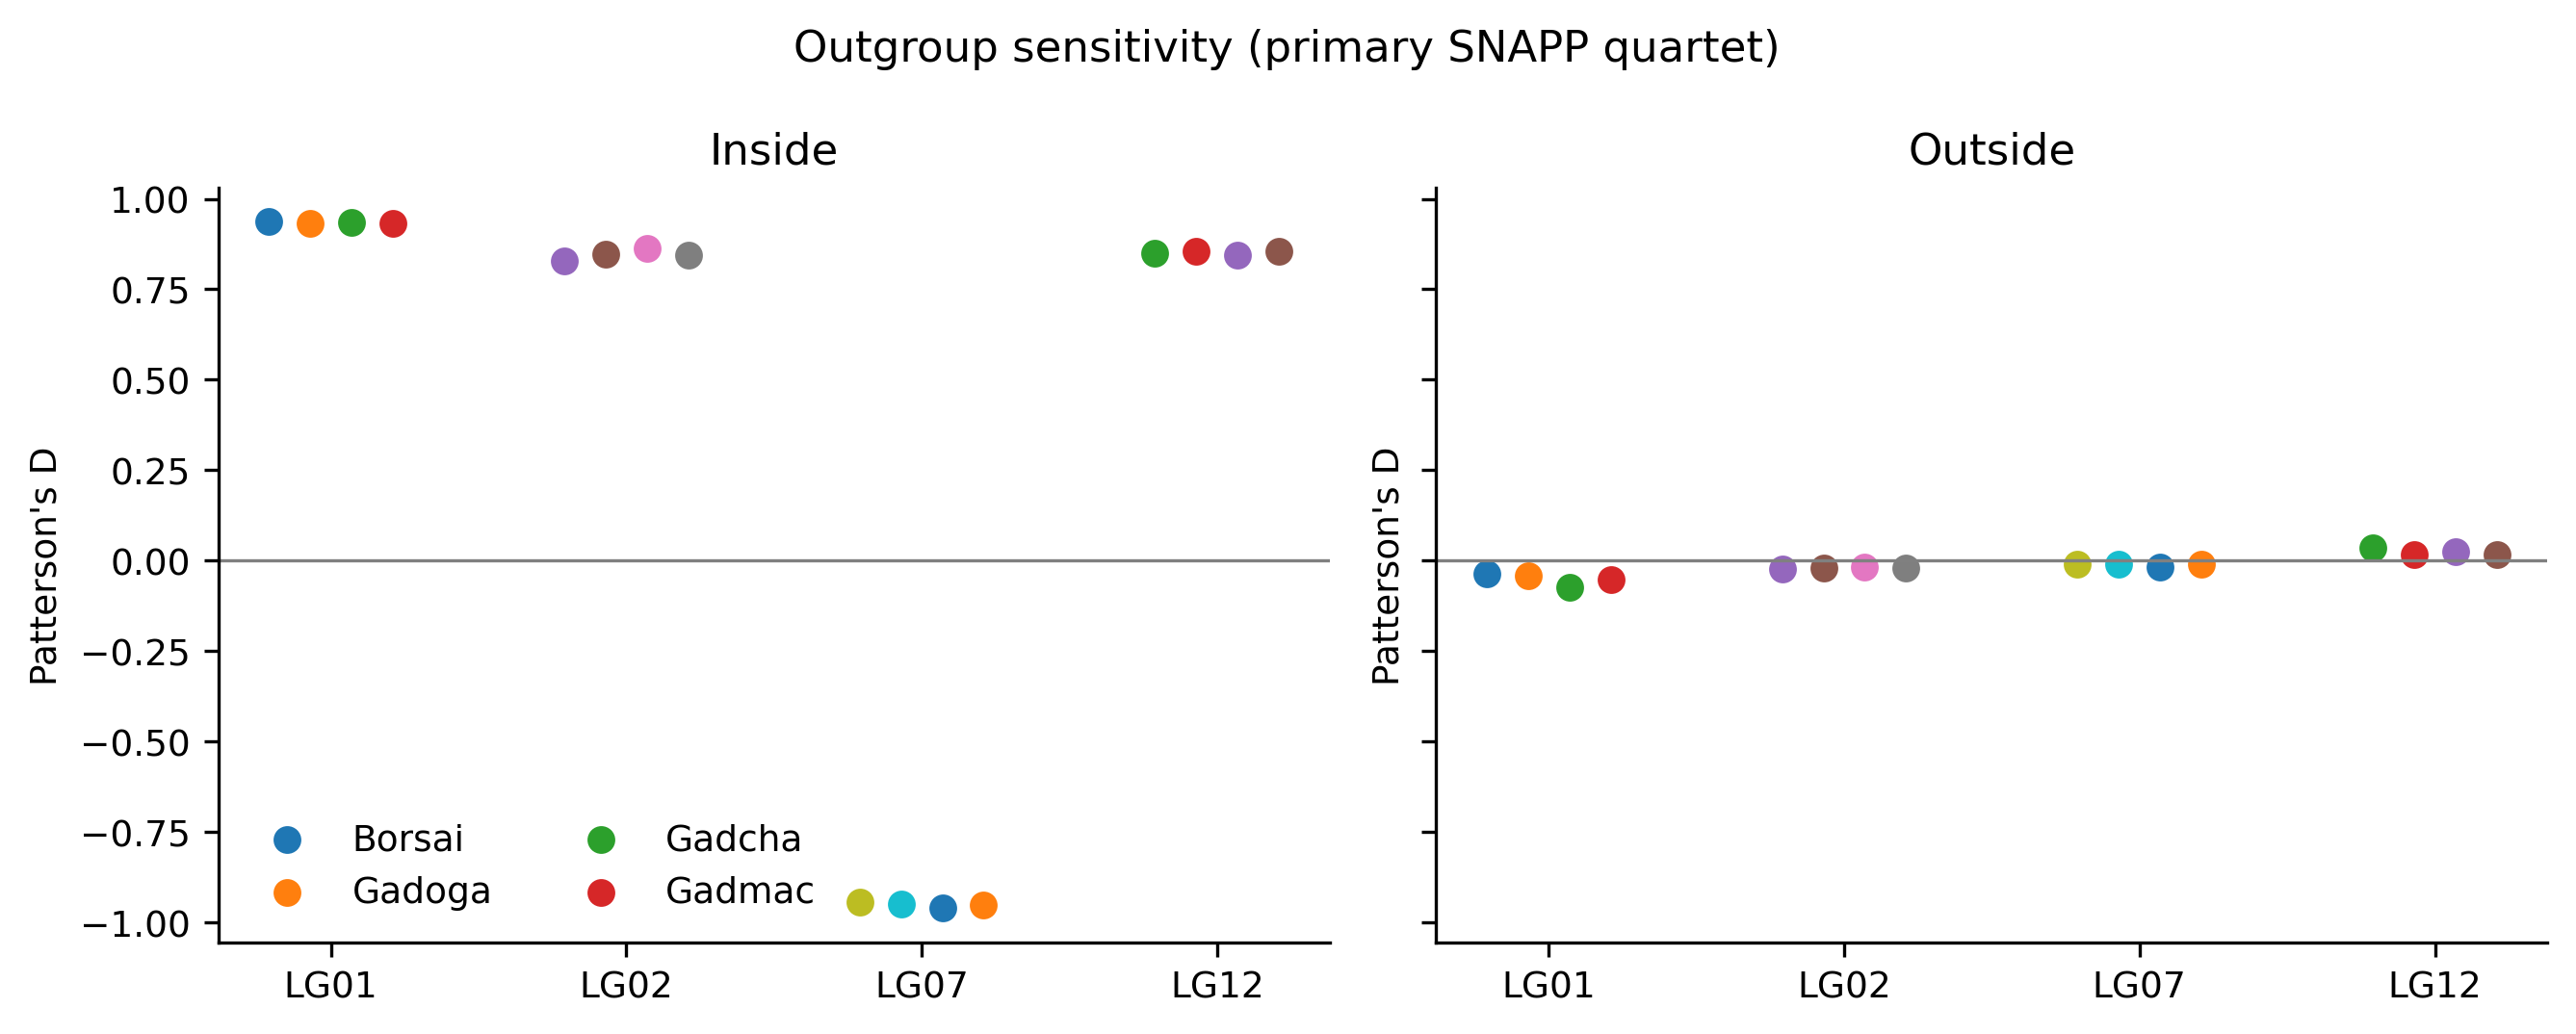 Outgroup sensitivity (primary SNAPP quartet)
Inside
Patterson's D
1.00
0.75
0.50
0.25
0.00
−0.25
−0.50
−0.75
−1.00
Borsai
Gadoga
Gadcha
Gadmac
LG01 LG02 LG07 LG12
Outside
Patterson's D
LG01 LG02 LG07 LG12